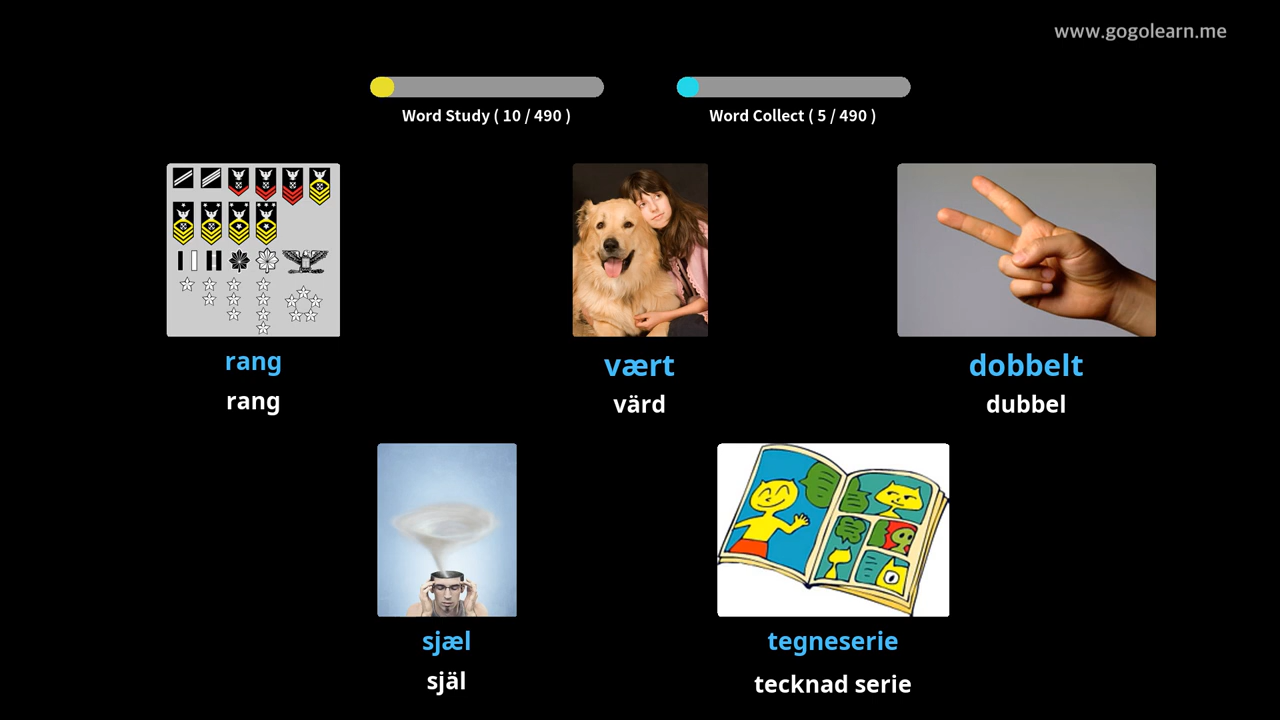 www.gogolearn.me
Word Study ( 10 / 490 )
Word Collect ( 5 / 490 )
rang
rang
vært
värd
dobbelt
dubbel
sjæl
själ
tegneserie
tecknad serie